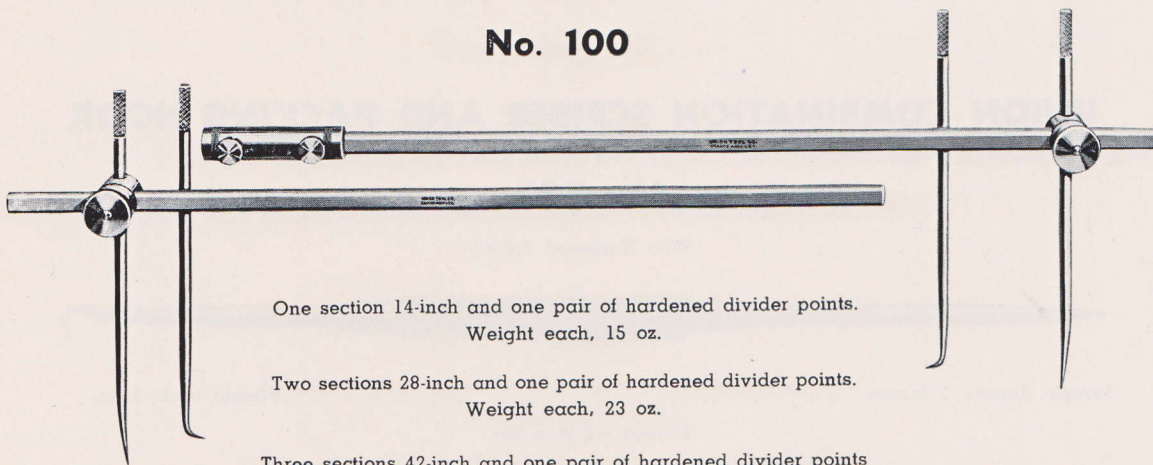 No. 100
One section 14-inch and one pair of hardened divider points.
Weight each, 15 oz.
Two sections 28-inch and one pair of hardened divider points.
Weight each, 23 oz.
Three sections 42-inch and one pair of hardened divider points